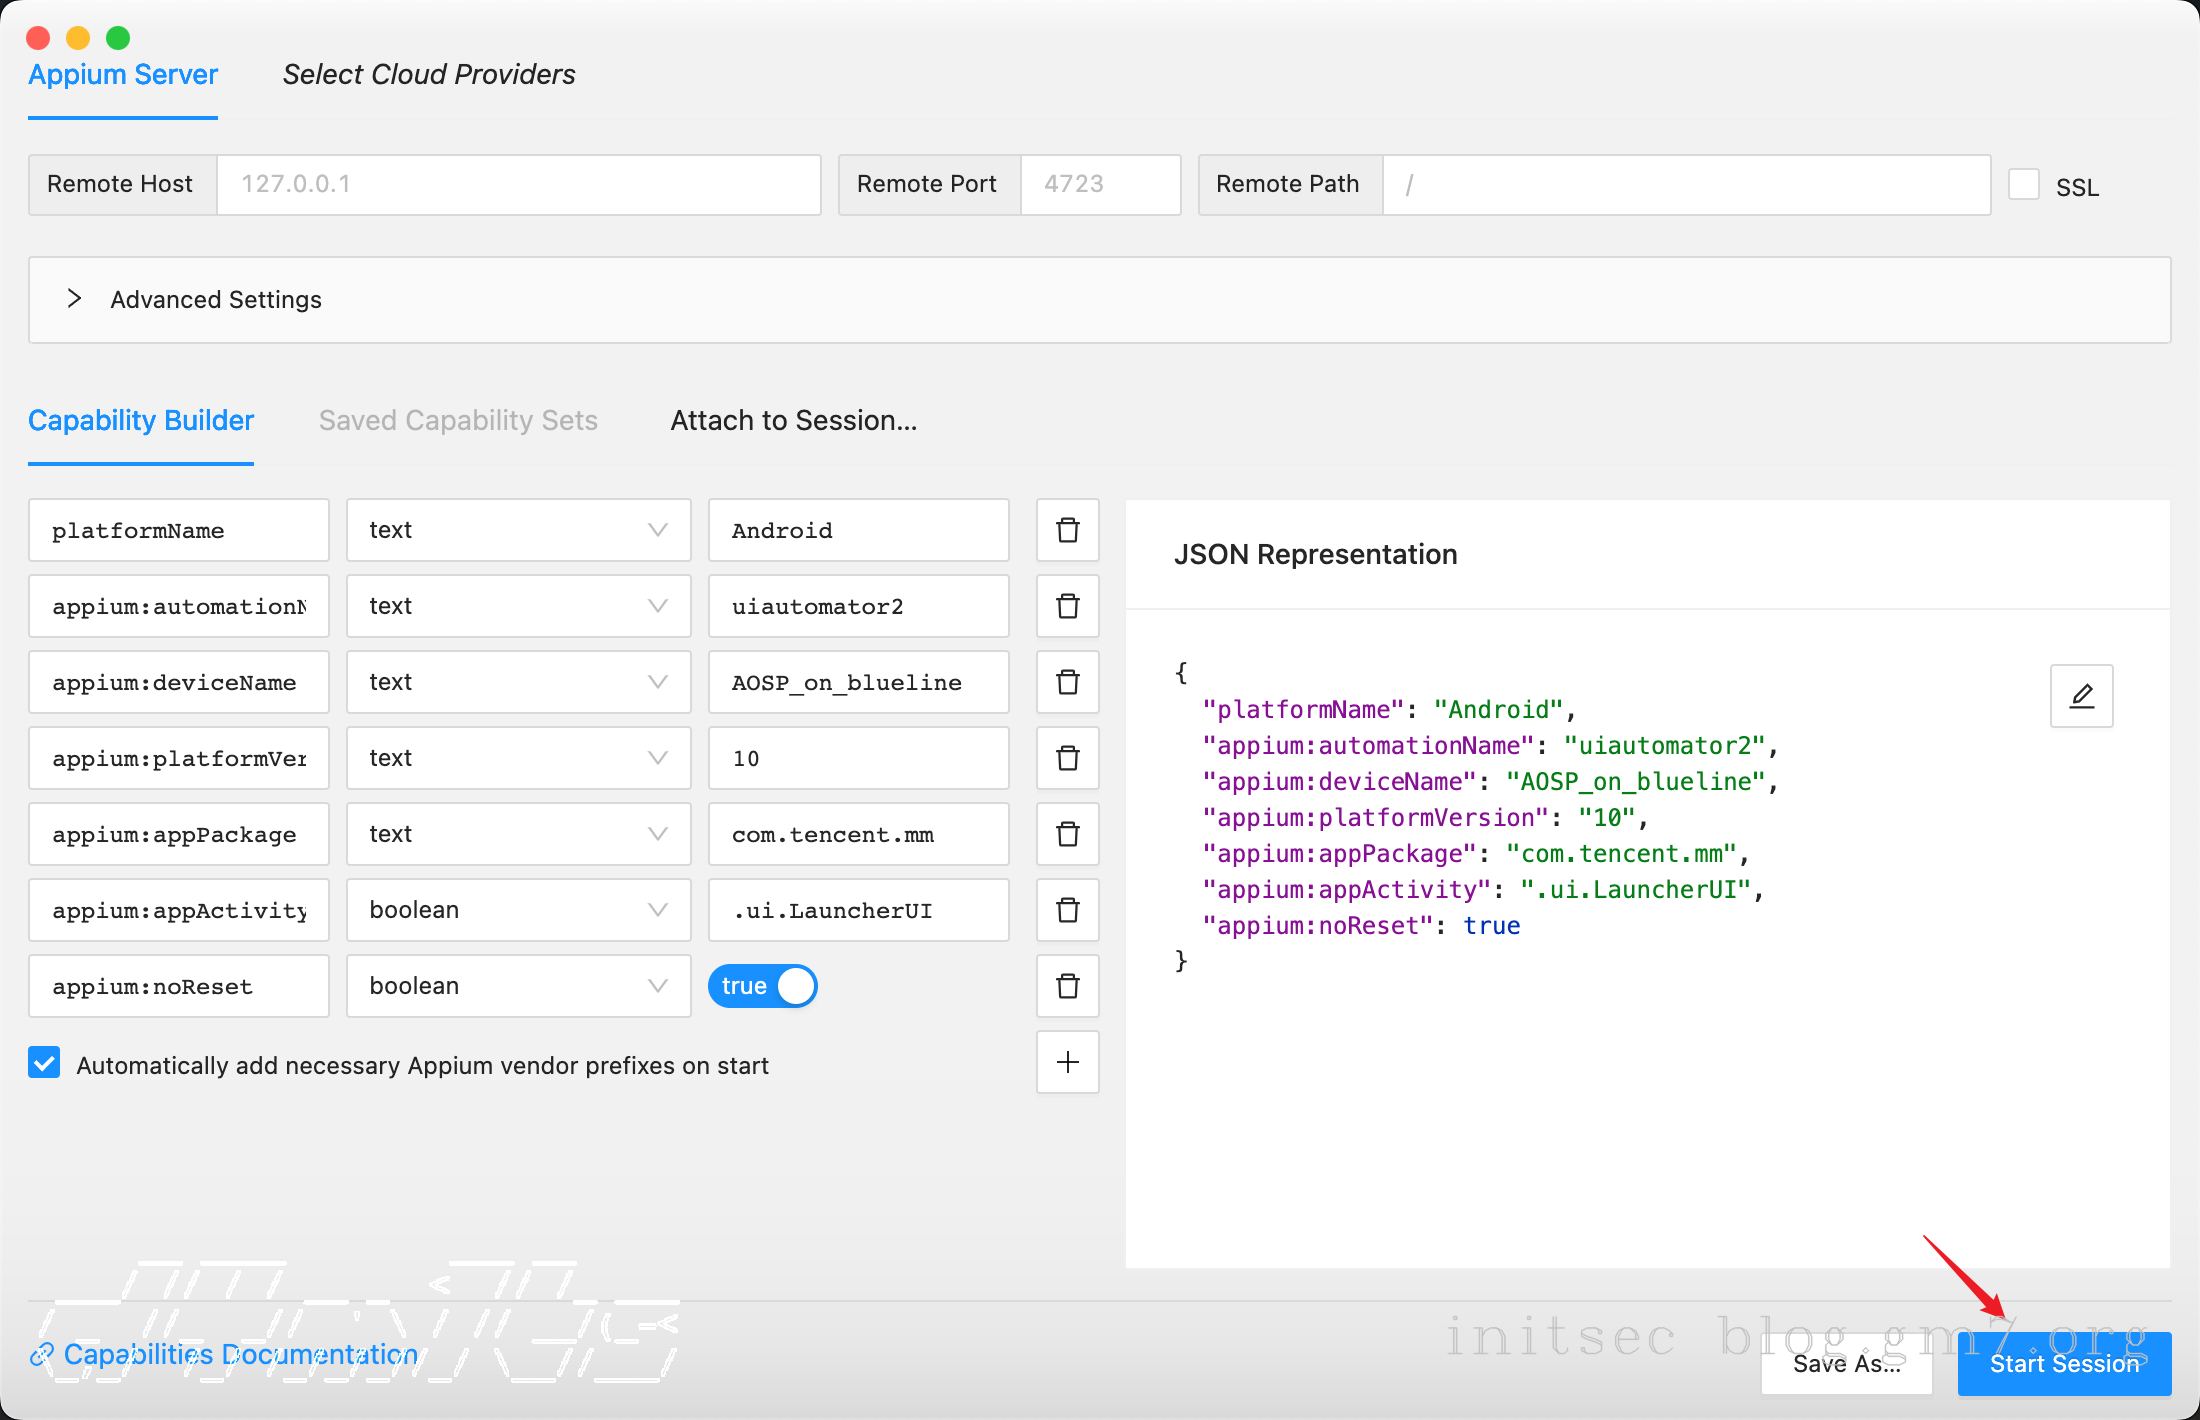 Appium Server Select Cloud Providers
Remote Host 127.0.0.1 Remote Port 4723 Remote Path / SSL
Advanced Settings
Capability Builder Saved Capability Sets Attach to Session...
platformName text Android
appium:automationN text uiautomator2
appium:deviceName text AOSP_on_blueline
appium:platformVer text 10
appium:appPackage text com.tencent.mm
appium:appActivity boolean .ui.LauncherUI
appium:noReset boolean true
Automatically add necessary Appium vendor prefixes on start
JSON Representation
{
"platformName": "Android",
"appium:automationName": "uiautomator2",
"appium:deviceName": "AOSP_on_blueline",
"appium:platformVersion": "10",
"appium:appPackage": "com.tencent.mm",
"appium:appActivity": ".ui.LauncherUI",
"appium:noReset": true
}
initsec blog.gm7.org
Capabilities Documentation Save As... Start Session